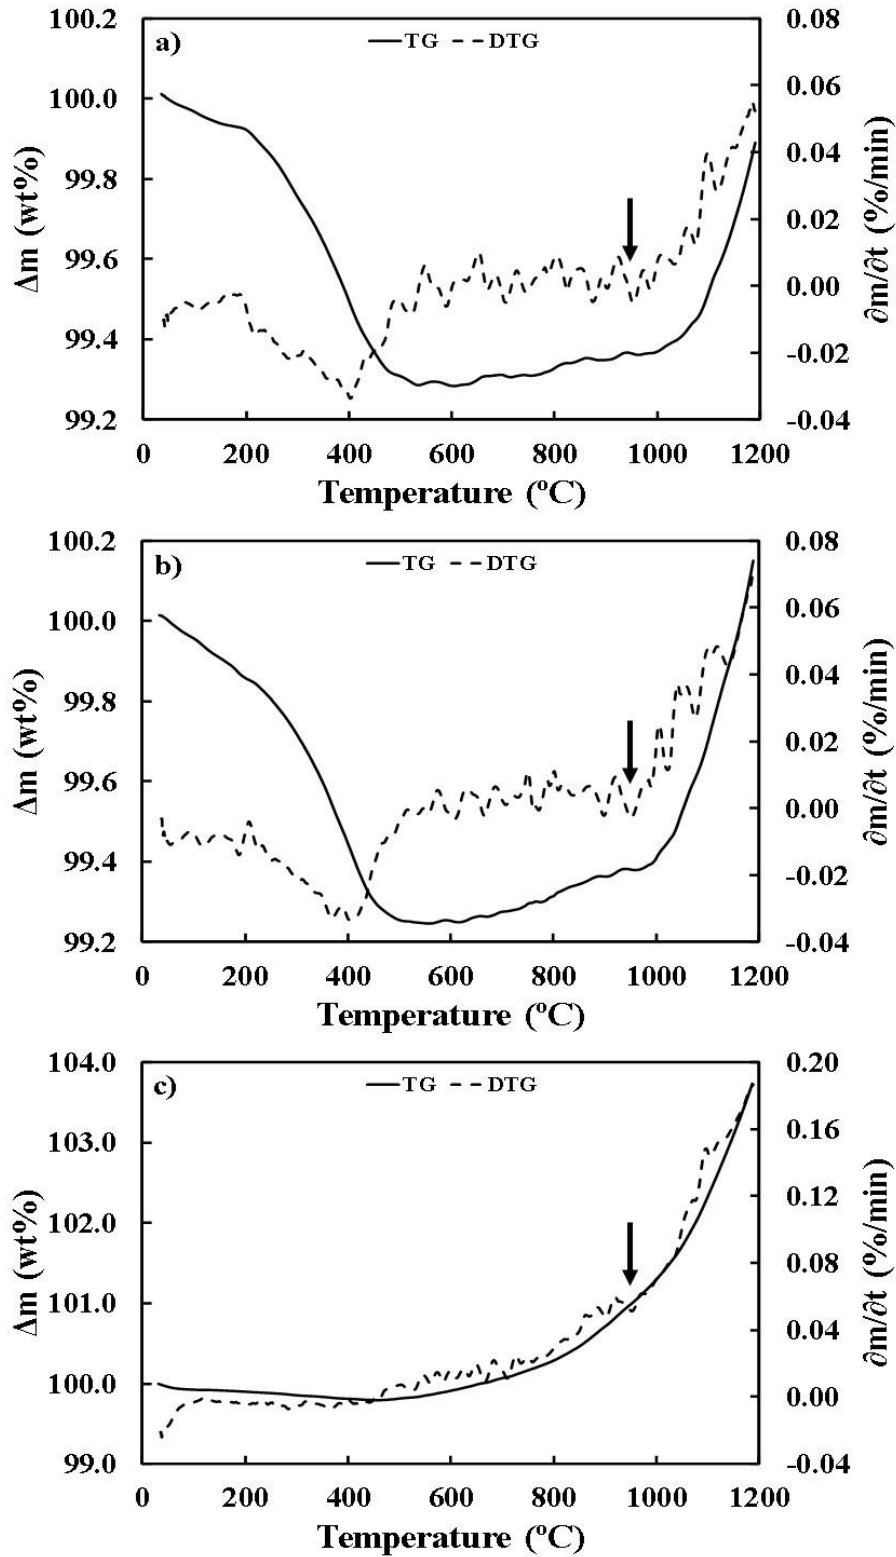 a)
TG DTG
100.2
100.0
99.8
99.6
99.4
99.2
Δm (wt%)
0.08
0.06
0.04
0.02
0.00
-0.02
-0.04
∂m/∂t (%/min)
0 200 400 600 800 1000 1200
Temperature (ºC)
b)
TG DTG
100.2
100.0
99.8
99.6
99.4
99.2
Δm (wt%)
0.08
0.06
0.04
0.02
0.00
-0.02
-0.04
∂m/∂t (%/min)
0 200 400 600 800 1000 1200
Temperature (ºC)
c)
TG DTG
104.0
103.0
102.0
101.0
100.0
99.0
Δm (wt%)
0.20
0.16
0.12
0.08
0.04
0.00
-0.04
∂m/∂t (%/min)
0 200 400 600 800 1000 1200
Temperature (ºC)